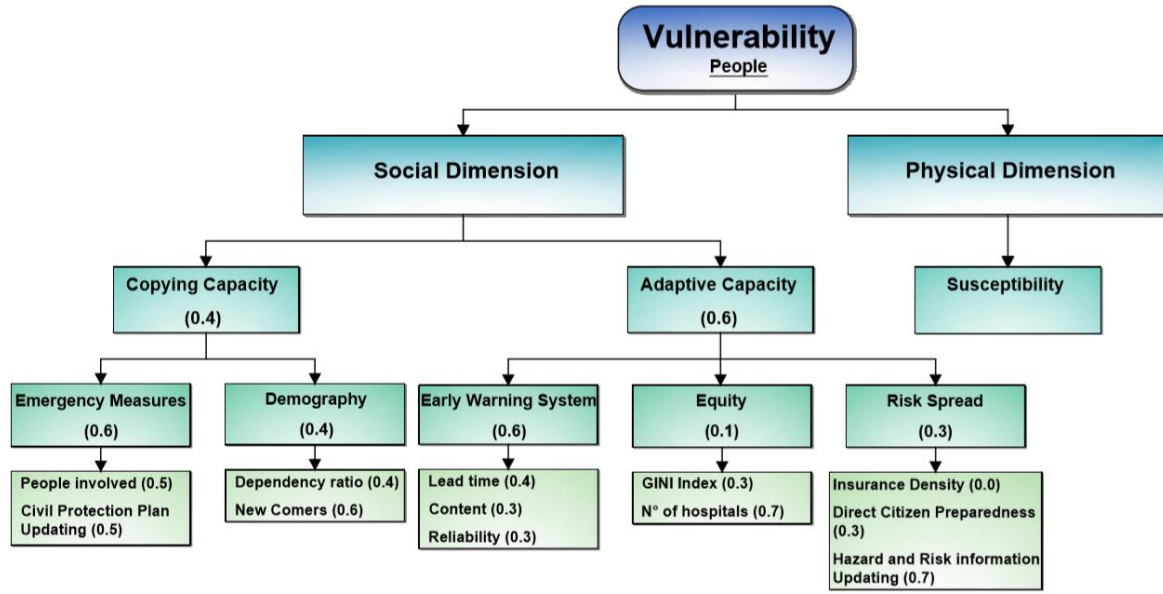 Vulnerability
People
Social Dimension
Physical Dimension
Copying Capacity
(0.4)
Adaptive Capacity
(0.6)
Susceptibility
Emergency Measures
(0.6)
Demography
(0.4)
Early Warning System
(0.6)
Equity
(0.1)
Risk Spread
(0.3)
People involved (0.5)
Civil Protection Plan
Updating (0.5)
Dependency ratio (0.4)
New Comers (0.6)
Lead time (0.4)
Content (0.3)
Reliability (0.3)
GINI Index (0.3)
N° of hospitals (0.7)
Insurance Density (0.0)
Direct Citizen Preparedness
(0.3)
Hazard and Risk information
Updating (0.7)